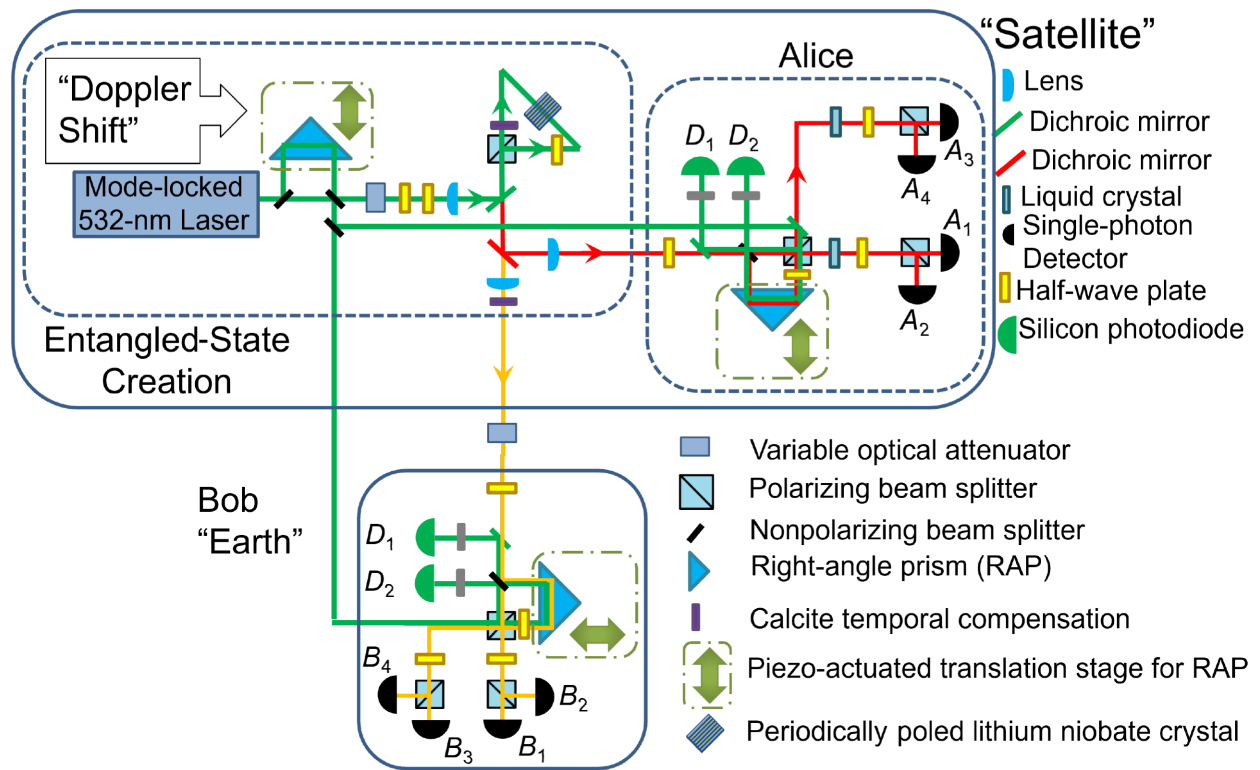 “Satellite”
“Doppler
Shift”
Mode-locked
532-nm Laser
Entangled-State
Creation
Alice
D1
D2
A3
A4
A1
A2
Lens
Dichroic mirror
Dichroic mirror
Liquid crystal
Single-photon
Detector
Half-wave plate
Silicon photodiode
Bob
“Earth”
D1
D2
B4
B3
B1
B2
Variable optical attenuator
Polarizing beam splitter
Nonpolarizing beam splitter
Right-angle prism (RAP)
Calcite temporal compensation
Piezo-actuated translation stage for RAP
Periodically poled lithium niobate crystal